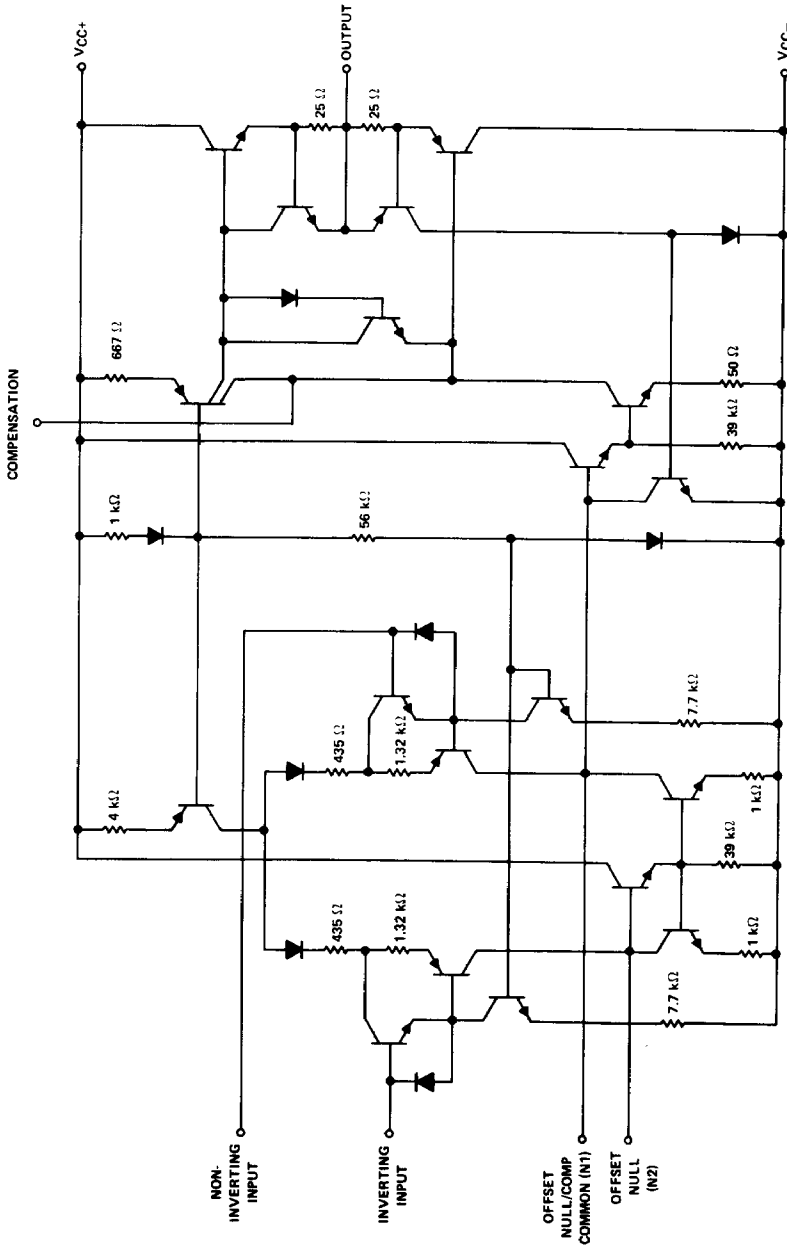 COMPENSATION
VCC+
667 Ω
1 kΩ
4 kΩ
25 Ω
OUTPUT
25 Ω
56 kΩ
435 Ω
1.32 kΩ
435 Ω
1.32 kΩ
50 Ω
39 kΩ
7.7 kΩ
1 kΩ
39 kΩ
1 kΩ
7.7 kΩ
VCC−
NON-
INVERTING
INPUT
INVERTING
INPUT
OFFSET
NULL/COMP
COMMON (N1)
OFFSET
NULL
(N2)